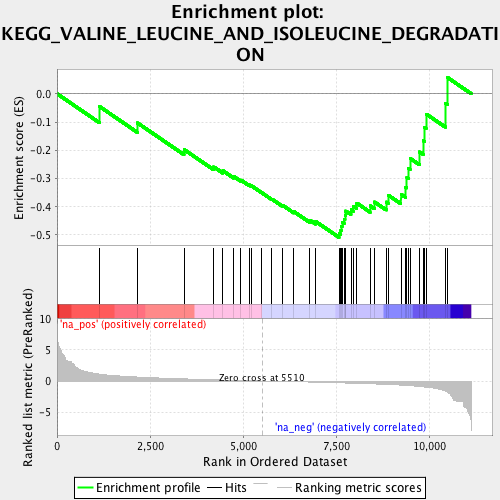 Enrichment plot:
KEGG_VALINE_LEUCINE_AND_ISOLEUCINE_DEGRADATI
ON
Enrichment score (ES)
0.0
-0.1
-0.2
-0.3
-0.4
-0.5
Ranked list metric (PreRanked)
10
5
0
-5
'na_pos' (positively correlated)
Zero cross at 5510
'na_neg' (negatively correlated)
0
2,500
5,000
7,500
10,000
Rank in Ordered Dataset
Enrichment profile
Hits
Ranking metric scores